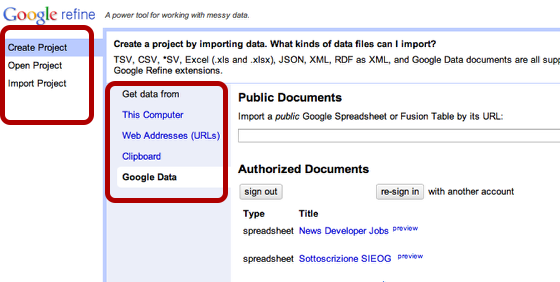 Google refine A power tool for working with messy data.
Create Project
Open Project
Import Project
Create a project by importing data. What kinds of data files can I import?
TSV, CSV, *SV, Excel (.xls and .xlsx), JSON, XML, RDF as XML, and Google Data documents are all
Google Refine extensions.
Get data from
This Computer
Web Addresses (URLs)
Clipboard
Google Data
Public Documents
Import a public Google Spreadsheet or Fusion Table by its URL:
Authorized Documents
sign out re-sign in with another account
Type Title
spreadsheet News Developer Jobs preview
spreadsheet Sottoscrizione SIEOG preview